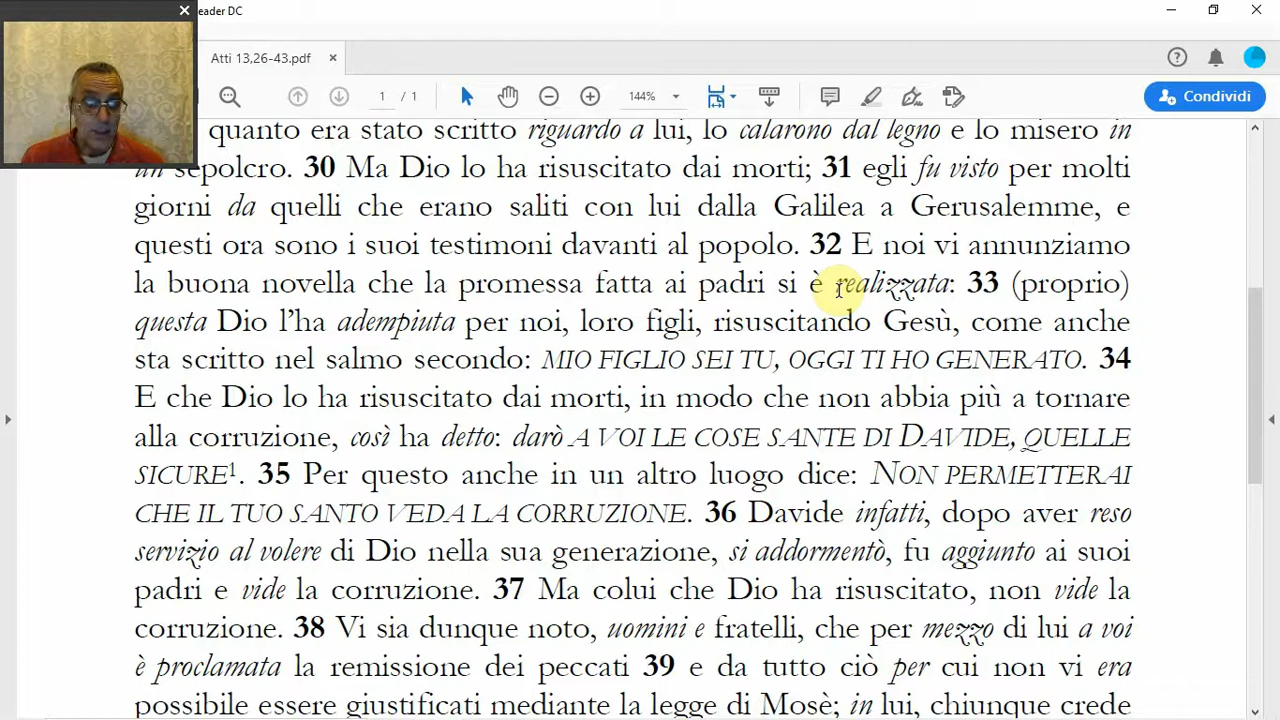 eader DC
Atti 13,26-43.pdf
1 / 1
144%
Condividi
quanto era stato scritto riguardo a lui, lo calarono dal legno e lo misero in
un sepolcro. 30 Ma Dio lo ha risuscitato dai morti; 31 egli fu visto per molti
giorni da quelli che erano saliti con lui dalla Galilea a Gerusalemme, e
questi ora sono i suoi testimoni davanti al popolo. 32 E noi vi annunziamo
la buona novella che la promessa fatta ai padri si è realizzata: 33 (proprio)
questa Dio l’ha adempiuta per noi, loro figli, risuscitando Gesù, come anche
sta scritto nel salmo secondo: MIO FIGLIO SEI TU, OGGI TI HO GENERATO. 34
E che Dio lo ha risuscitato dai morti, in modo che non abbia più a tornare
alla corruzione, così ha detto: darò A VOI LE COSE SANTE DI DAVIDE, QUELLE
SICURE¹. 35 Per questo anche in un altro luogo dice: NON PERMETTERAI
CHE IL TUO SANTO VEDA LA CORRUZIONE. 36 Davide infatti, dopo aver reso
servizio al volere di Dio nella sua generazione, si addormentò, fu aggiunto ai suoi
padri e vide la corruzione. 37 Ma colui che Dio ha risuscitato, non vide la
corruzione. 38 Vi sia dunque noto, uomini e fratelli, che per mezzo di lui a voi
è proclamata la remissione dei peccati 39 e da tutto ciò per cui non vi era
possibile essere giustificati mediante la legge di Mosè; in lui, chiunque crede